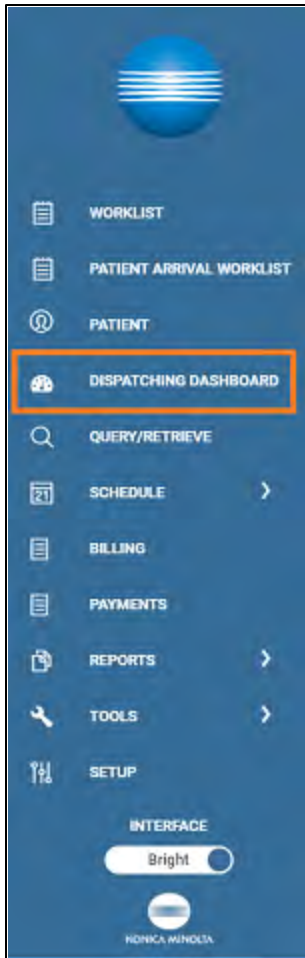 WORKLIST
PATIENT ARRIVAL WORKLIST
PATIENT
DISPATCHING DASHBOARD
QUERY/RETRIEVE
21 SCHEDULE
BILLING
PAYMENTS
REPORTS
TOOLS
SETUP
INTERFACE
Bright
KONICA MINOLTA